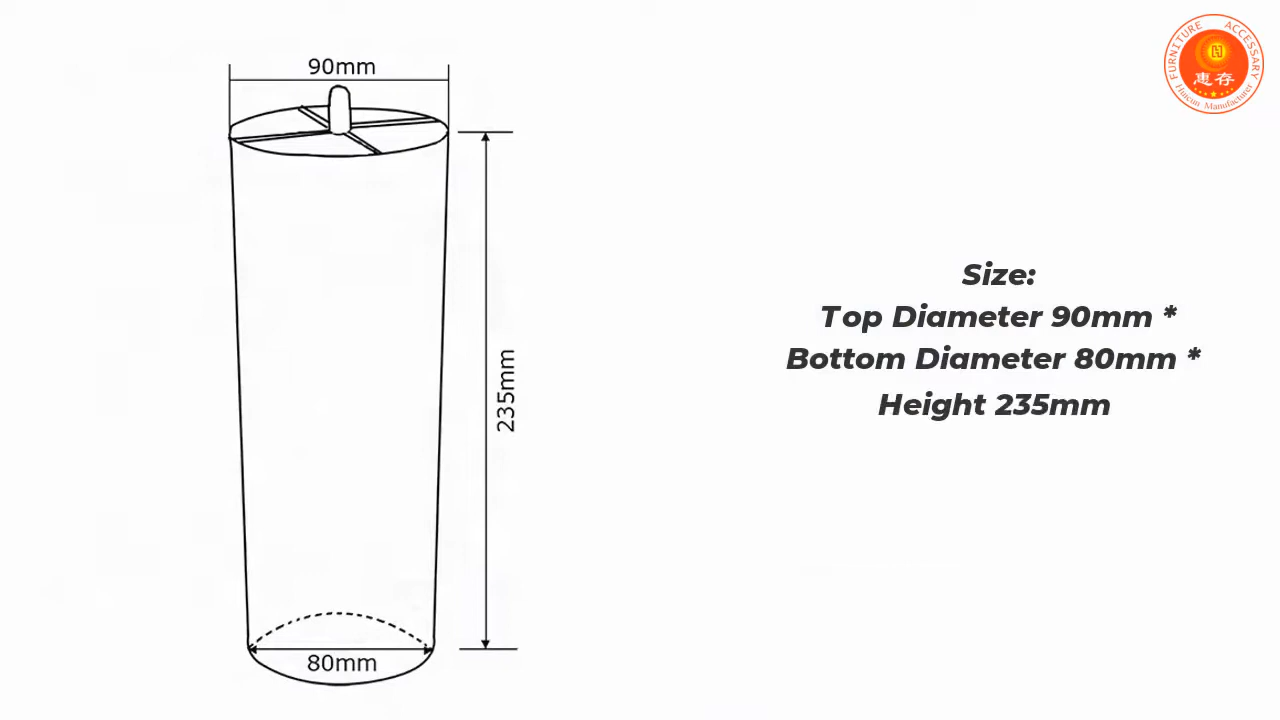 90mm
235mm
80mm
FURNITURE ACCESSARY
H
惠存
Huicun Manufacturer
Size:
Top Diameter 90mm *
Bottom Diameter 80mm *
Height 235mm